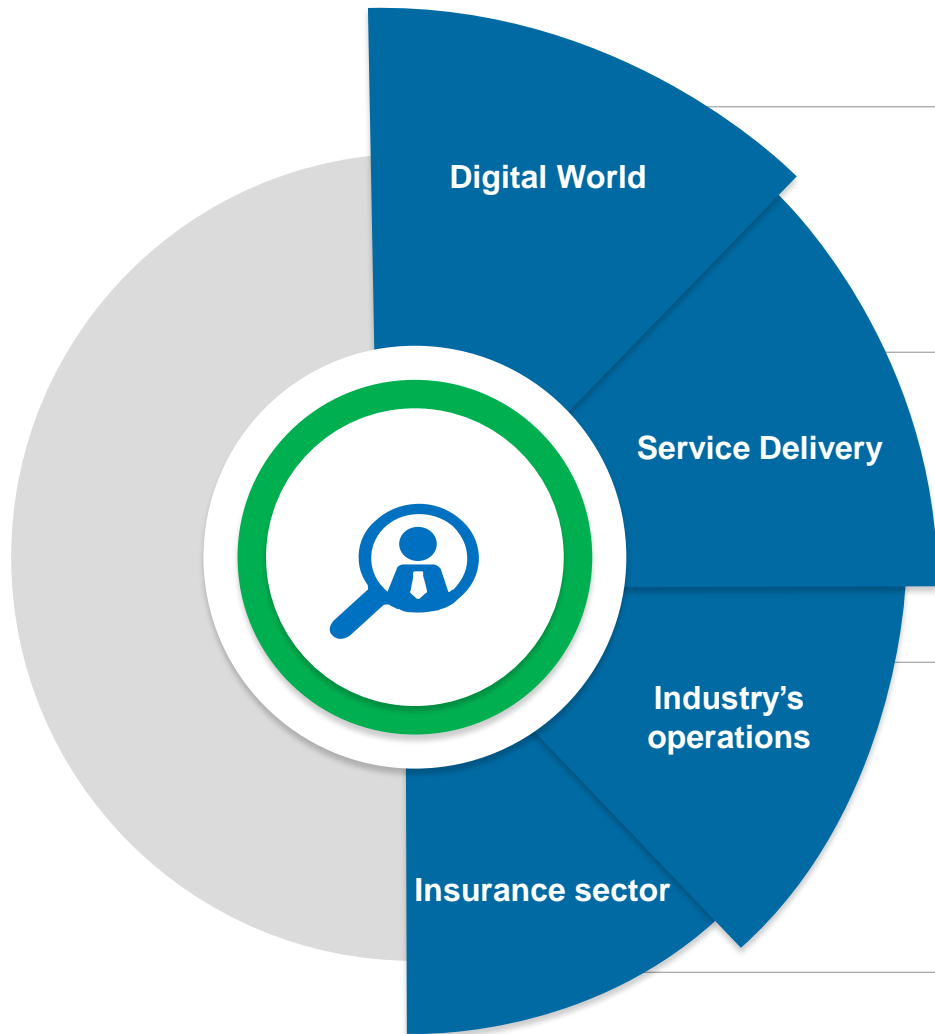 Digital World
Service Delivery
Industry’s
operations
Insurance sector